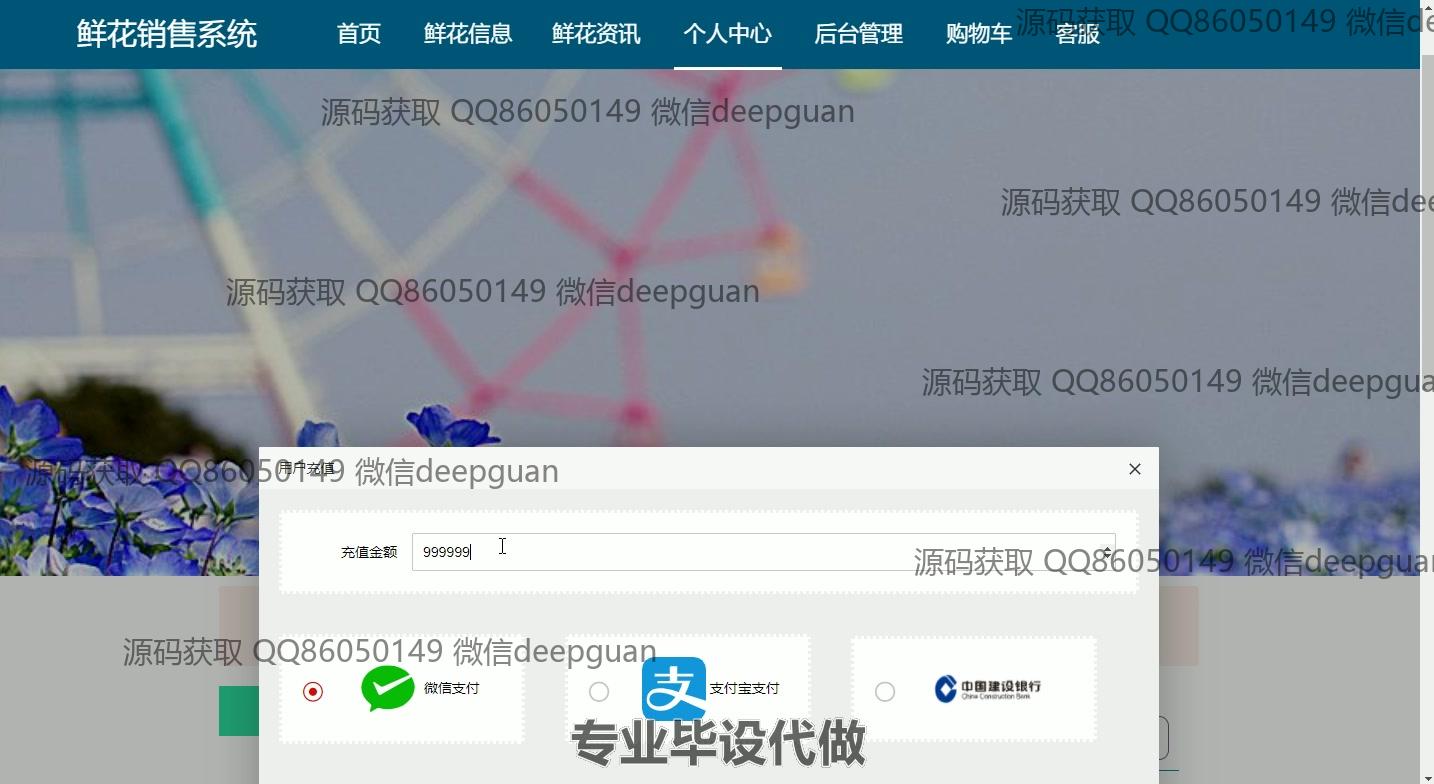 鲜花销售系统 首页 鲜花信息 鲜花资讯 个人中心 后台管理 购物车 客服
源码获取 QQ86050149 微信de
源码获取 QQ86050149 微信deepguan
源码获取 QQ86050149 微信dee
源码获取 QQ86050149 微信deepguan
源码获取 QQ86050149 微信deepgua
用户充值
源码获取 QQ86050149 微信deepguan
充值金额 999999
源码获取 QQ86050149 微信deepguan
源码获取 QQ86050149 微信deepguan
微信支付 支 支付宝支付 中国建设银行
China Construction Bank
专业毕设代做